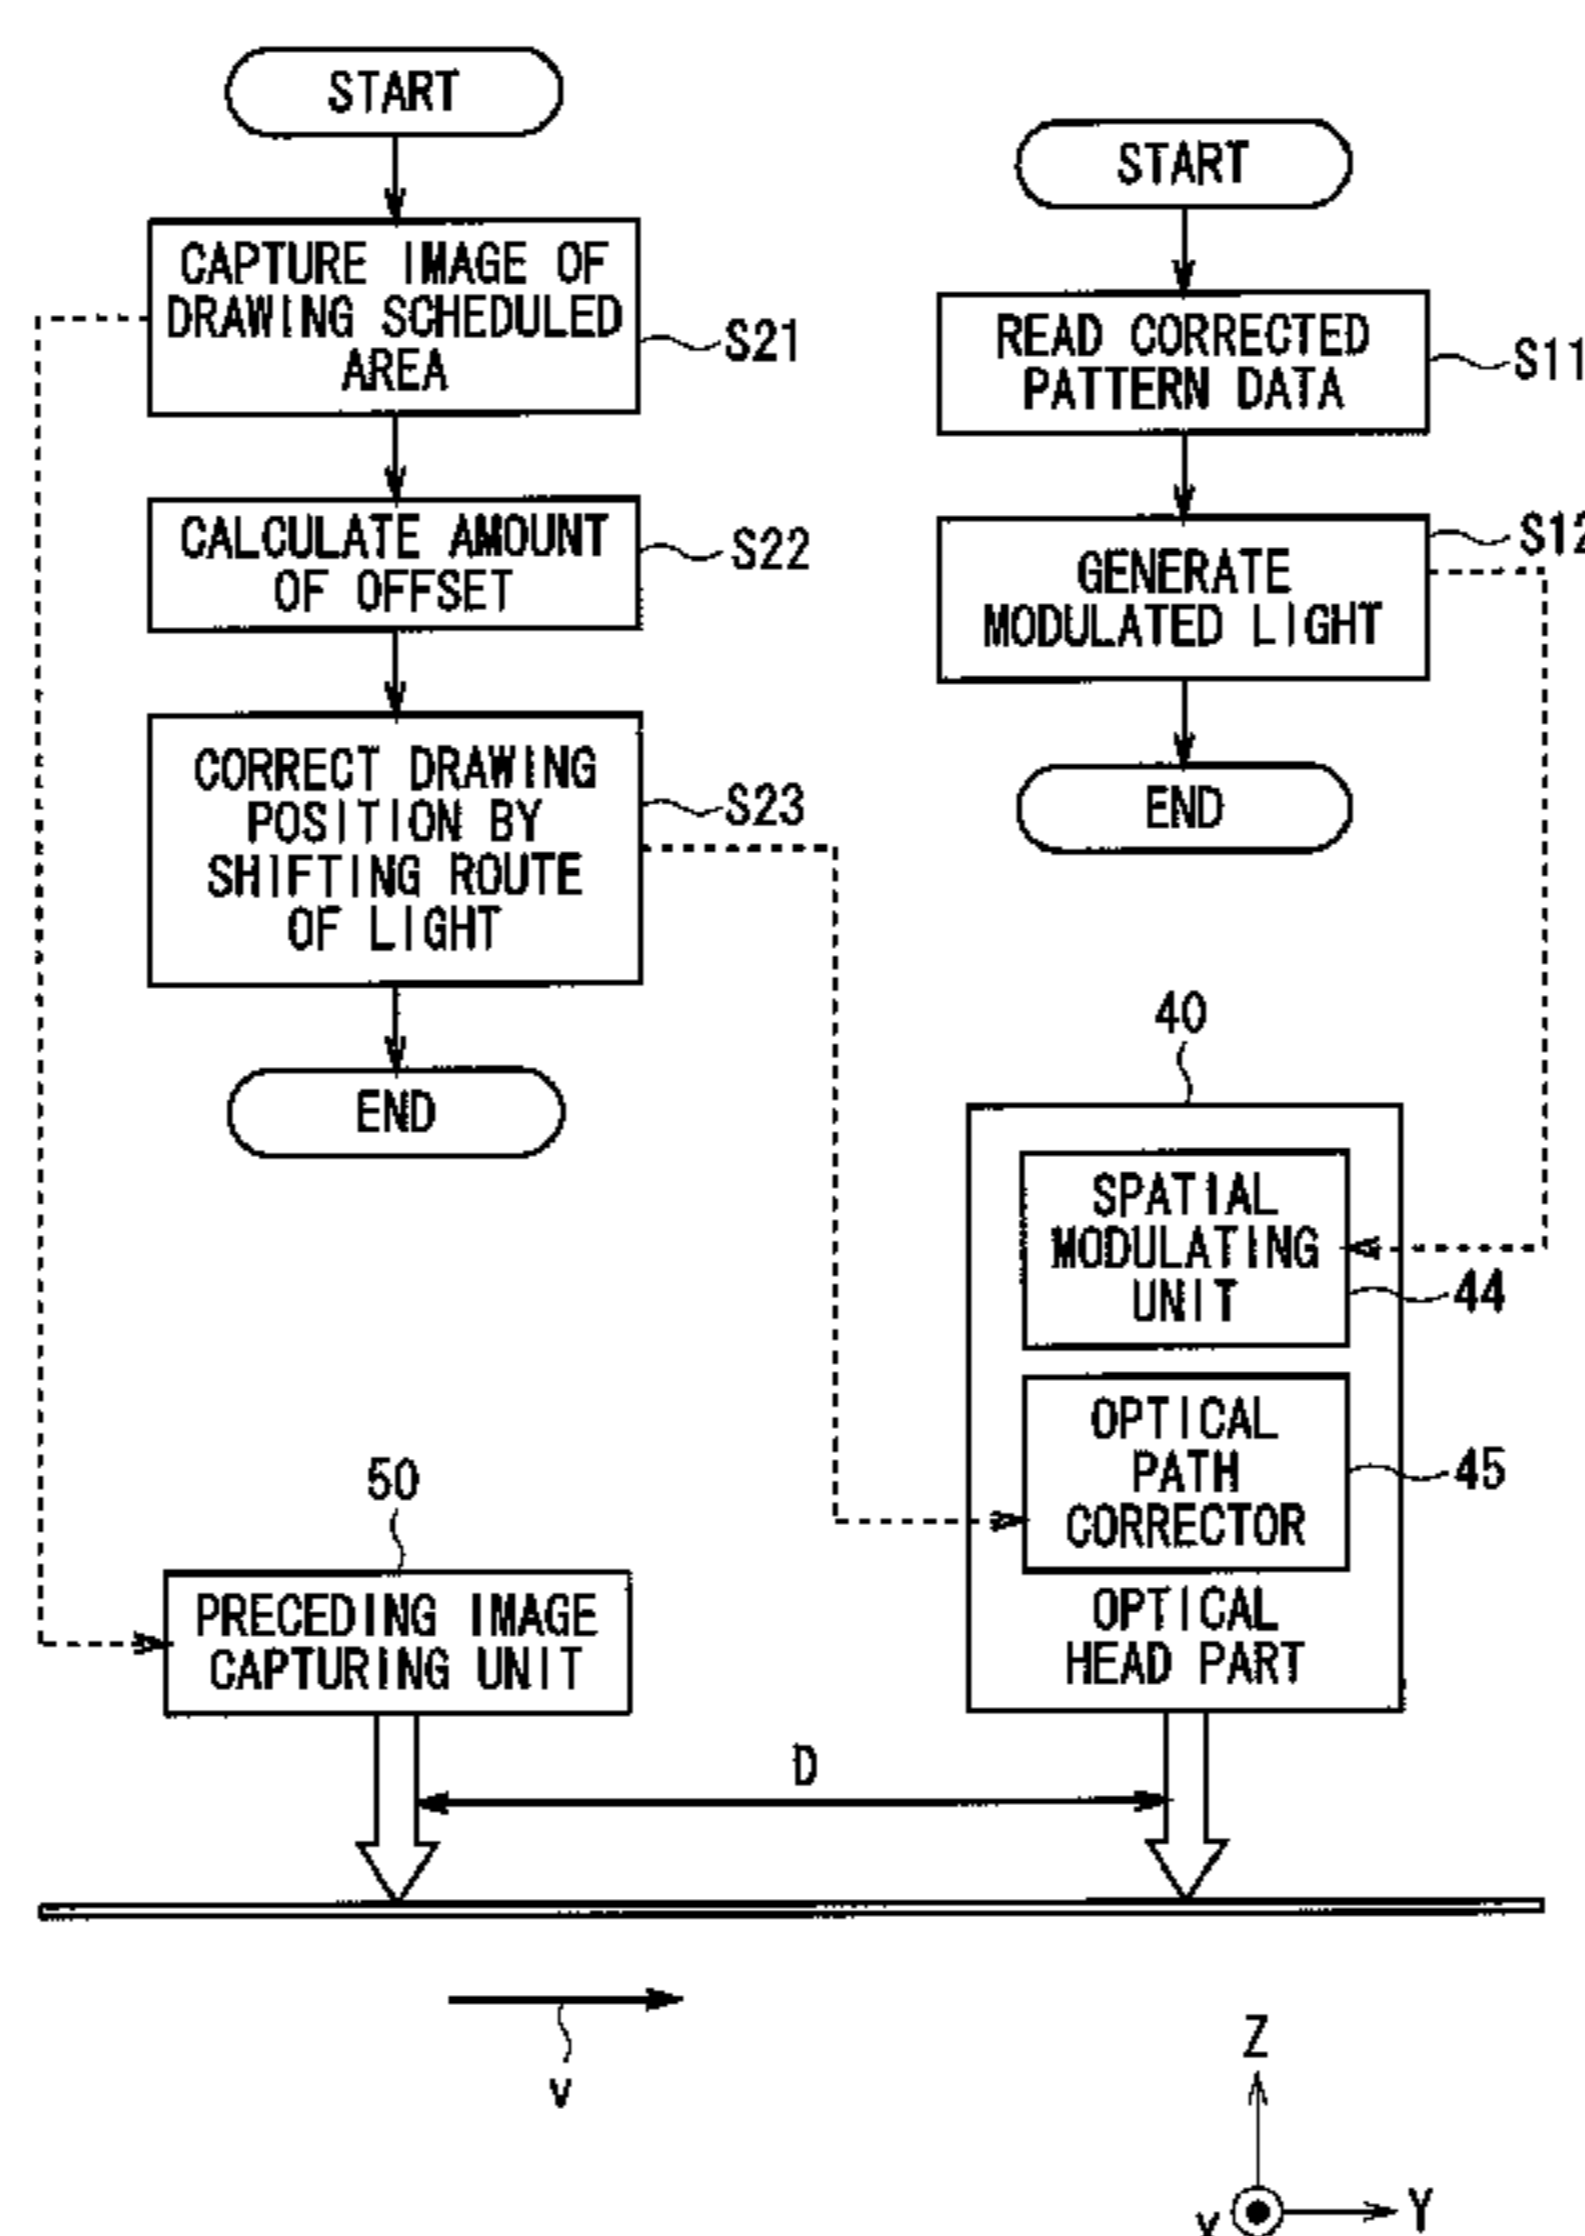 START
CAPTURE IMAGE OF
DRAWING SCHEDULED
AREA
S21
CALCULATE AMOUNT
OF OFFSET
S22
CORRECT DRAWING
POSITION BY
SHIFTING ROUTE
OF LIGHT
S23
END
START
READ CORRECTED
PATTERN DATA
S11
GENERATE
MODULATED LIGHT
S12
END
40
SPATIAL
MODULATING
UNIT
44
OPTICAL
PATH
CORRECTOR
45
OPTICAL
HEAD PART
50
PRECEDING IMAGE
CAPTURING UNIT
D
v
Z
Y